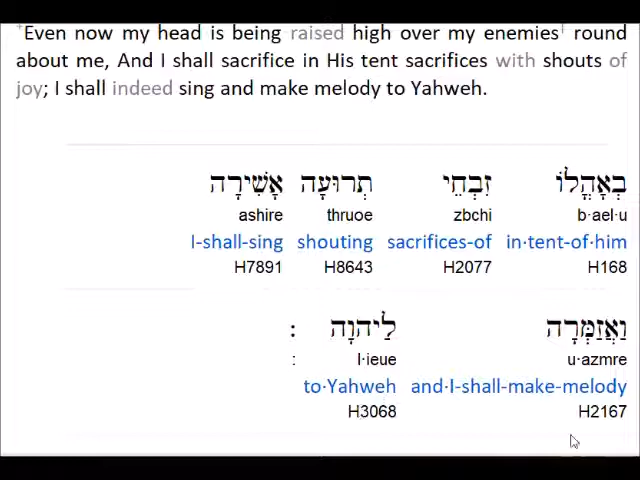 +Even now my head is being raised high over my enemies† round
about me, And I shall sacrifice in His tent sacrifices with shouts of
joy; I shall indeed sing and make melody to Yahweh.
בְאָהֳלוֹ זִבְחֵי תְרוּעָה אָשִׁירָה
ashire thruoe zbchi b·ael·u
I-shall-sing shouting sacrifices-of in·tent-of·him
H7891 H8643 H2077 H168
וַאֲזַמְּרָה לַיהוָה :
: l·ieue u·azmre
to·Yahweh and·I-shall-make-melody
H3068 H2167